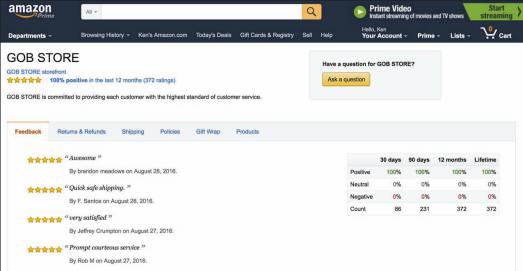 amazon
Prime
All
Prime Video
Instant streaming of movies and TV shows
Start
streaming
Departments
Browsing History
Ken's Amazon.com
Today's Deals
Gift Cards & Registry
Sell
Help
Hello, Ken
Your Account
Prime
Lists
0
Cart
GOB STORE
GOB STORE storefront
100% positive in the last 12 months (372 ratings)
GOB STORE is committed to providing each customer with the highest standard of customer service.
Have a question for GOB STORE?
Ask a question
Feedback
Returns & Refunds
Shipping
Policies
Gift Wrap
Products
“ Awesome ”
By brandon meadows on August 28, 2016.
“ Quick safe shipping. ”
By F. Santos on August 28, 2016.
“ very satisfied ”
By Jeffrey Crumpton on August 27, 2016.
“ Prompt courteous service ”
By Rob M on August 27, 2016.
30 days 90 days 12 months Lifetime
Positive 100% 100% 100% 100%
Neutral 0% 0% 0% 0%
Negative 0% 0% 0% 0%
Count 86 231 372 372